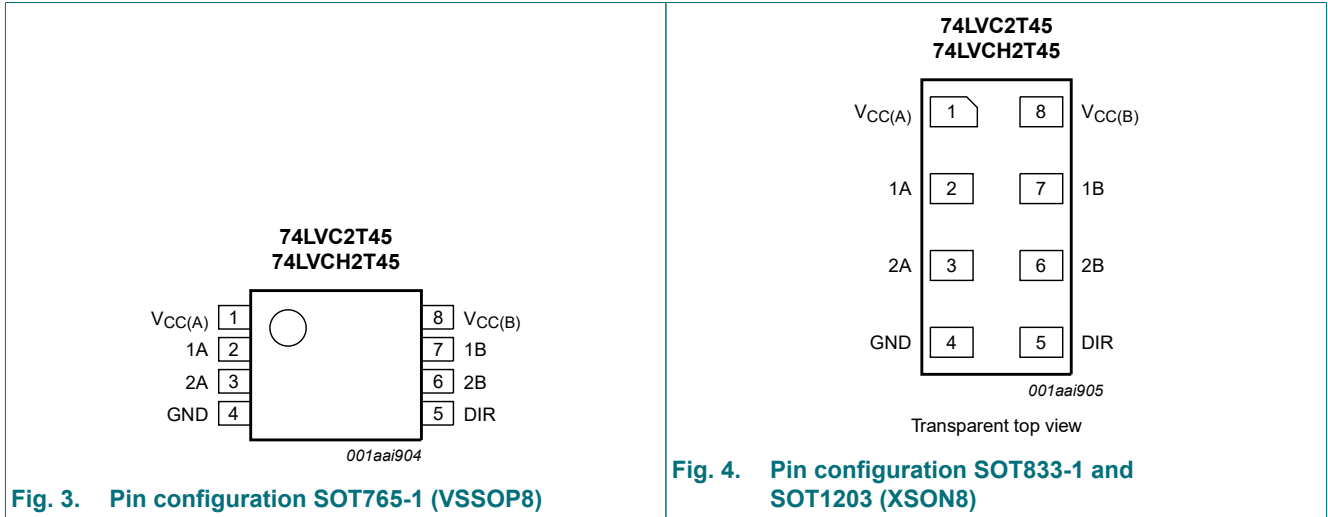 74LVC2T45
74LVCH2T45
VCC(A) 1 8 VCC(B)
1A 2 7 1B
2A 3 6 2B
GND 4 5 DIR
001aai904
Fig. 3. Pin configuration SOT765-1 (VSSOP8)
74LVC2T45
74LVCH2T45
VCC(A) 1 8 VCC(B)
1A 2 7 1B
2A 3 6 2B
GND 4 5 DIR
001aai905
Transparent top view
Fig. 4. Pin configuration SOT833-1 and
SOT1203 (XSON8)